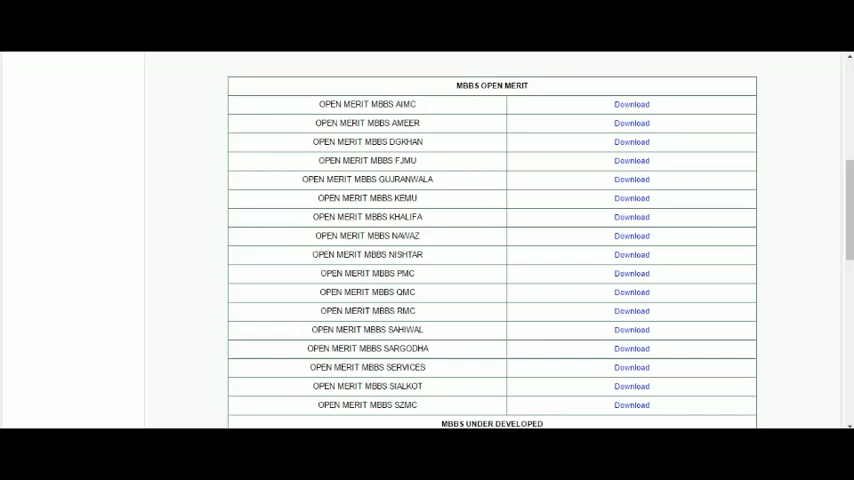 MBBS OPEN MERIT
OPEN MERIT MBBS AIMC Download
OPEN MERIT MBBS AMEER Download
OPEN MERIT MBBS DGKHAN Download
OPEN MERIT MBBS FJMU Download
OPEN MERIT MBBS GUJRANWALA Download
OPEN MERIT MBBS KEMU Download
OPEN MERIT MBBS KHALIFA Download
OPEN MERIT MBBS NAWAZ Download
OPEN MERIT MBBS NISHTAR Download
OPEN MERIT MBBS PMC Download
OPEN MERIT MBBS QMC Download
OPEN MERIT MBBS RMC Download
OPEN MERIT MBBS SAHIWAL Download
OPEN MERIT MBBS SARGODHA Download
OPEN MERIT MBBS SERVICES Download
OPEN MERIT MBBS SIALKOT Download
OPEN MERIT MBBS SZMC Download
MBBS UNDER DEVELOPED